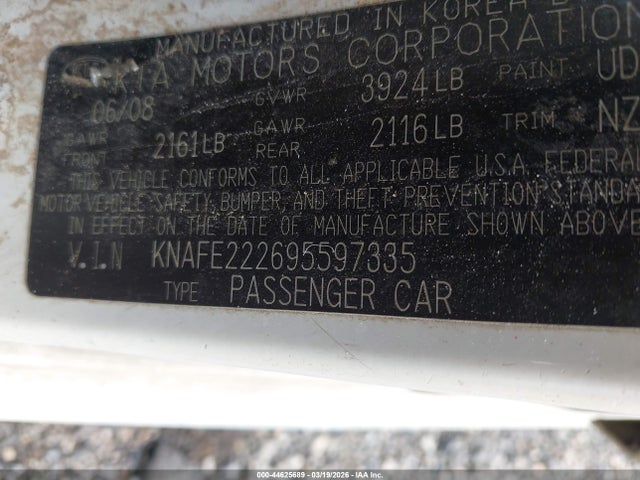 MANUFACTURED IN KOREA
KIA MOTORS CORPORATION
06/08 GVWR 3924LB PAINT UD
GAWR FRONT 2161LB GAWR REAR 2116LB TRIM NZ
THIS VEHICLE CONFORMS TO ALL APPLICABLE U.S.A. FEDERAL
MOTOR VEHICLE SAFETY, BUMPER, AND THEFT PREVENTION STANDA
IN EFFECT ON THE DATE OF MANUFACTURE SHOWN ABOVE
V.I.N KNAFE222695597335
TYPE PASSENGER CAR
000-44625689 | 03/19/2026 | IAA Inc.